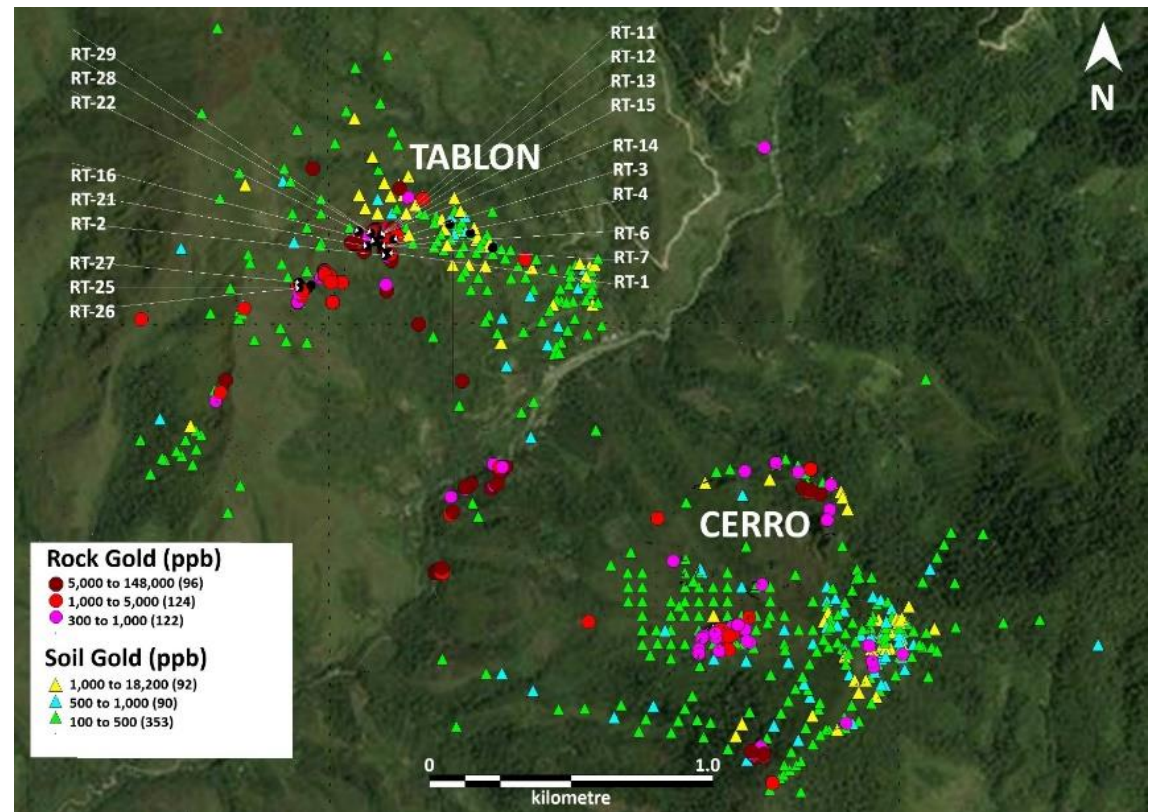 RT-29
RT-28
RT-22
RT-16
RT-21
RT-2
RT-27
RT-25
RT-26
RT-11
RT-12
RT-13
RT-15
RT-14
RT-3
RT-4
RT-6
RT-7
RT-1
N
TABLON
CERRO
Rock Gold (ppb)
5,000 to 148,000 (96)
1,000 to 5,000 (124)
300 to 1,000 (122)
Soil Gold (ppb)
1,000 to 18,200 (92)
500 to 1,000 (90)
100 to 500 (353)
0 1.0
kilometre